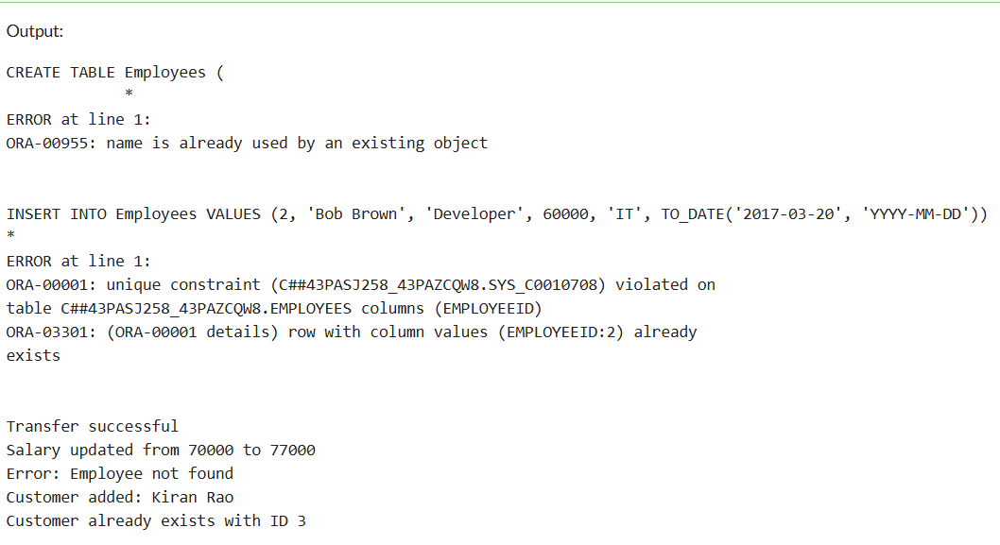 Output:
CREATE TABLE Employees (
*
ERROR at line 1:
ORA-00955: name is already used by an existing object
INSERT INTO Employees VALUES (2, 'Bob Brown', 'Developer', 60000, 'IT', TO_DATE('2017-03-20', 'YYYY-MM-DD'))
*
ERROR at line 1:
ORA-00001: unique constraint (C##43PASJ258_43PAZCQW8.SYS_C0010708) violated on
table C##43PASJ258_43PAZCQW8.EMPLOYEES columns (EMPLOYEEID)
ORA-03301: (ORA-00001 details) row with column values (EMPLOYEEID:2) already
exists
Transfer successful
Salary updated from 70000 to 77000
Error: Employee not found
Customer added: Kiran Rao
Customer already exists with ID 3